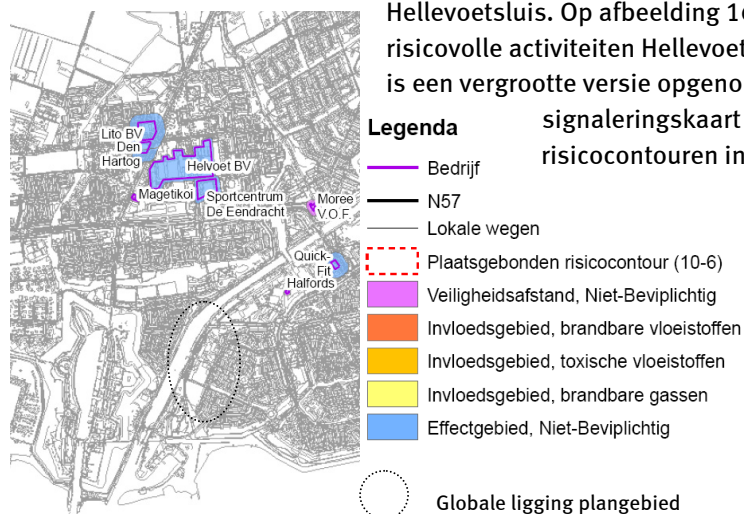 Hellevoetsluis. Op afbeelding 1
risicovolle activiteiten Hellevoet
is een vergrootte versie opgeno
signaleringskaart
risicocontouren in
Legenda
Bedrijf
N57
Lokale wegen
Plaatsgebonden risicocontour (10-6)
Veiligheidsafstand, Niet-Beviplichtig
Invloedsgebied, brandbare vloeistoffen
Invloedsgebied, toxische vloeistoffen
Invloedsgebied, brandbare gassen
Effectgebied, Niet-Beviplichtig
Globale ligging plangebied
Lito BV
Den
Hartog
Helvoet BV
Magetikoi
Sportcentrum
De Eendracht
Moree
V.O.F.
Quick-
Fit
Halfords